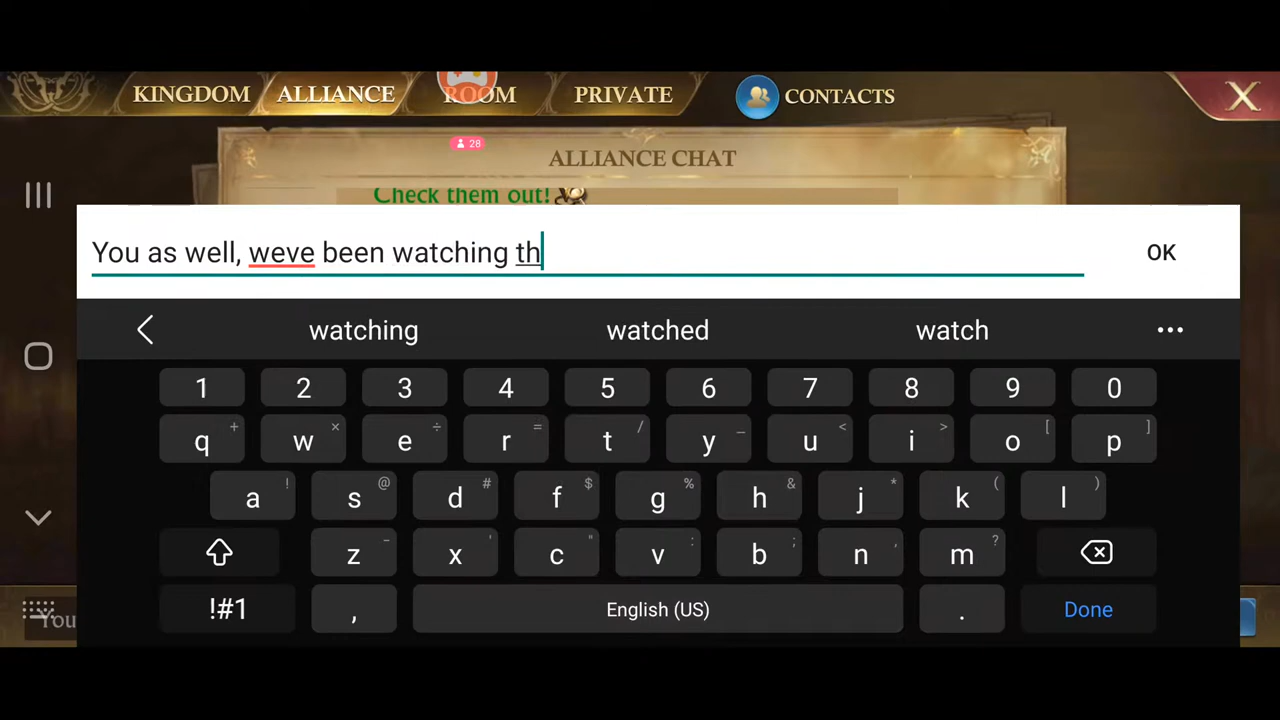 KINGDOM ALLIANCE ROOM PRIVATE CONTACTS X
28
ALLIANCE CHAT
Check them out!
You as well, weve been watching th OK
watching watched watch ...
1 2 3 4 5 6 7 8 9 0
q + w × e ÷ r = t / y _ u < i > o [ p ]
a ! s @ d # f $ g % h & j * k ( l )
z - x ' c " v : b ; n , m ?
!#1 , English (US) . Done
You